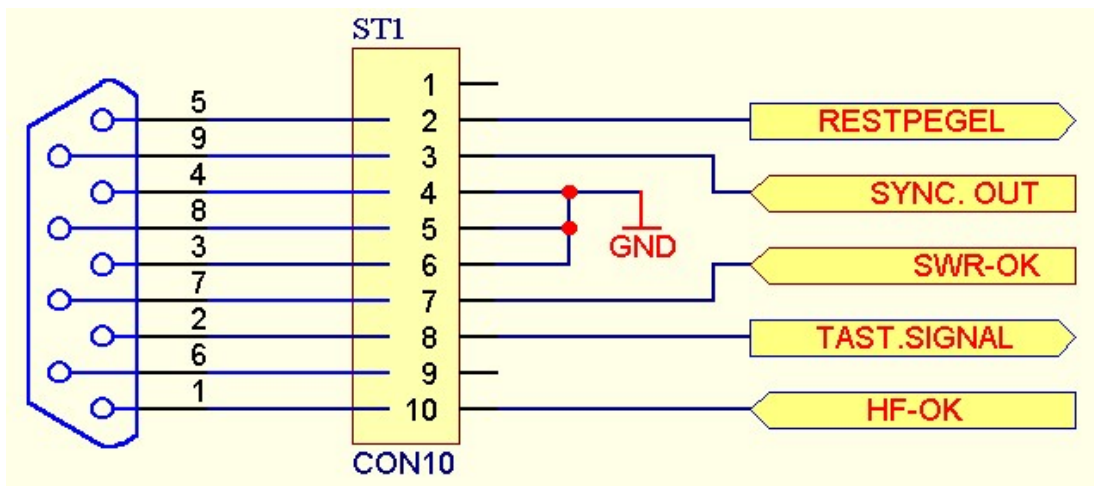 ST1
1
5 2 RESTPEGEL
9 3 SYNC. OUT
4 4
8 5 GND
3 6 SWR-OK
7 7
2 8 TAST.SIGNAL
6 9
1 10 HF-OK
CON10